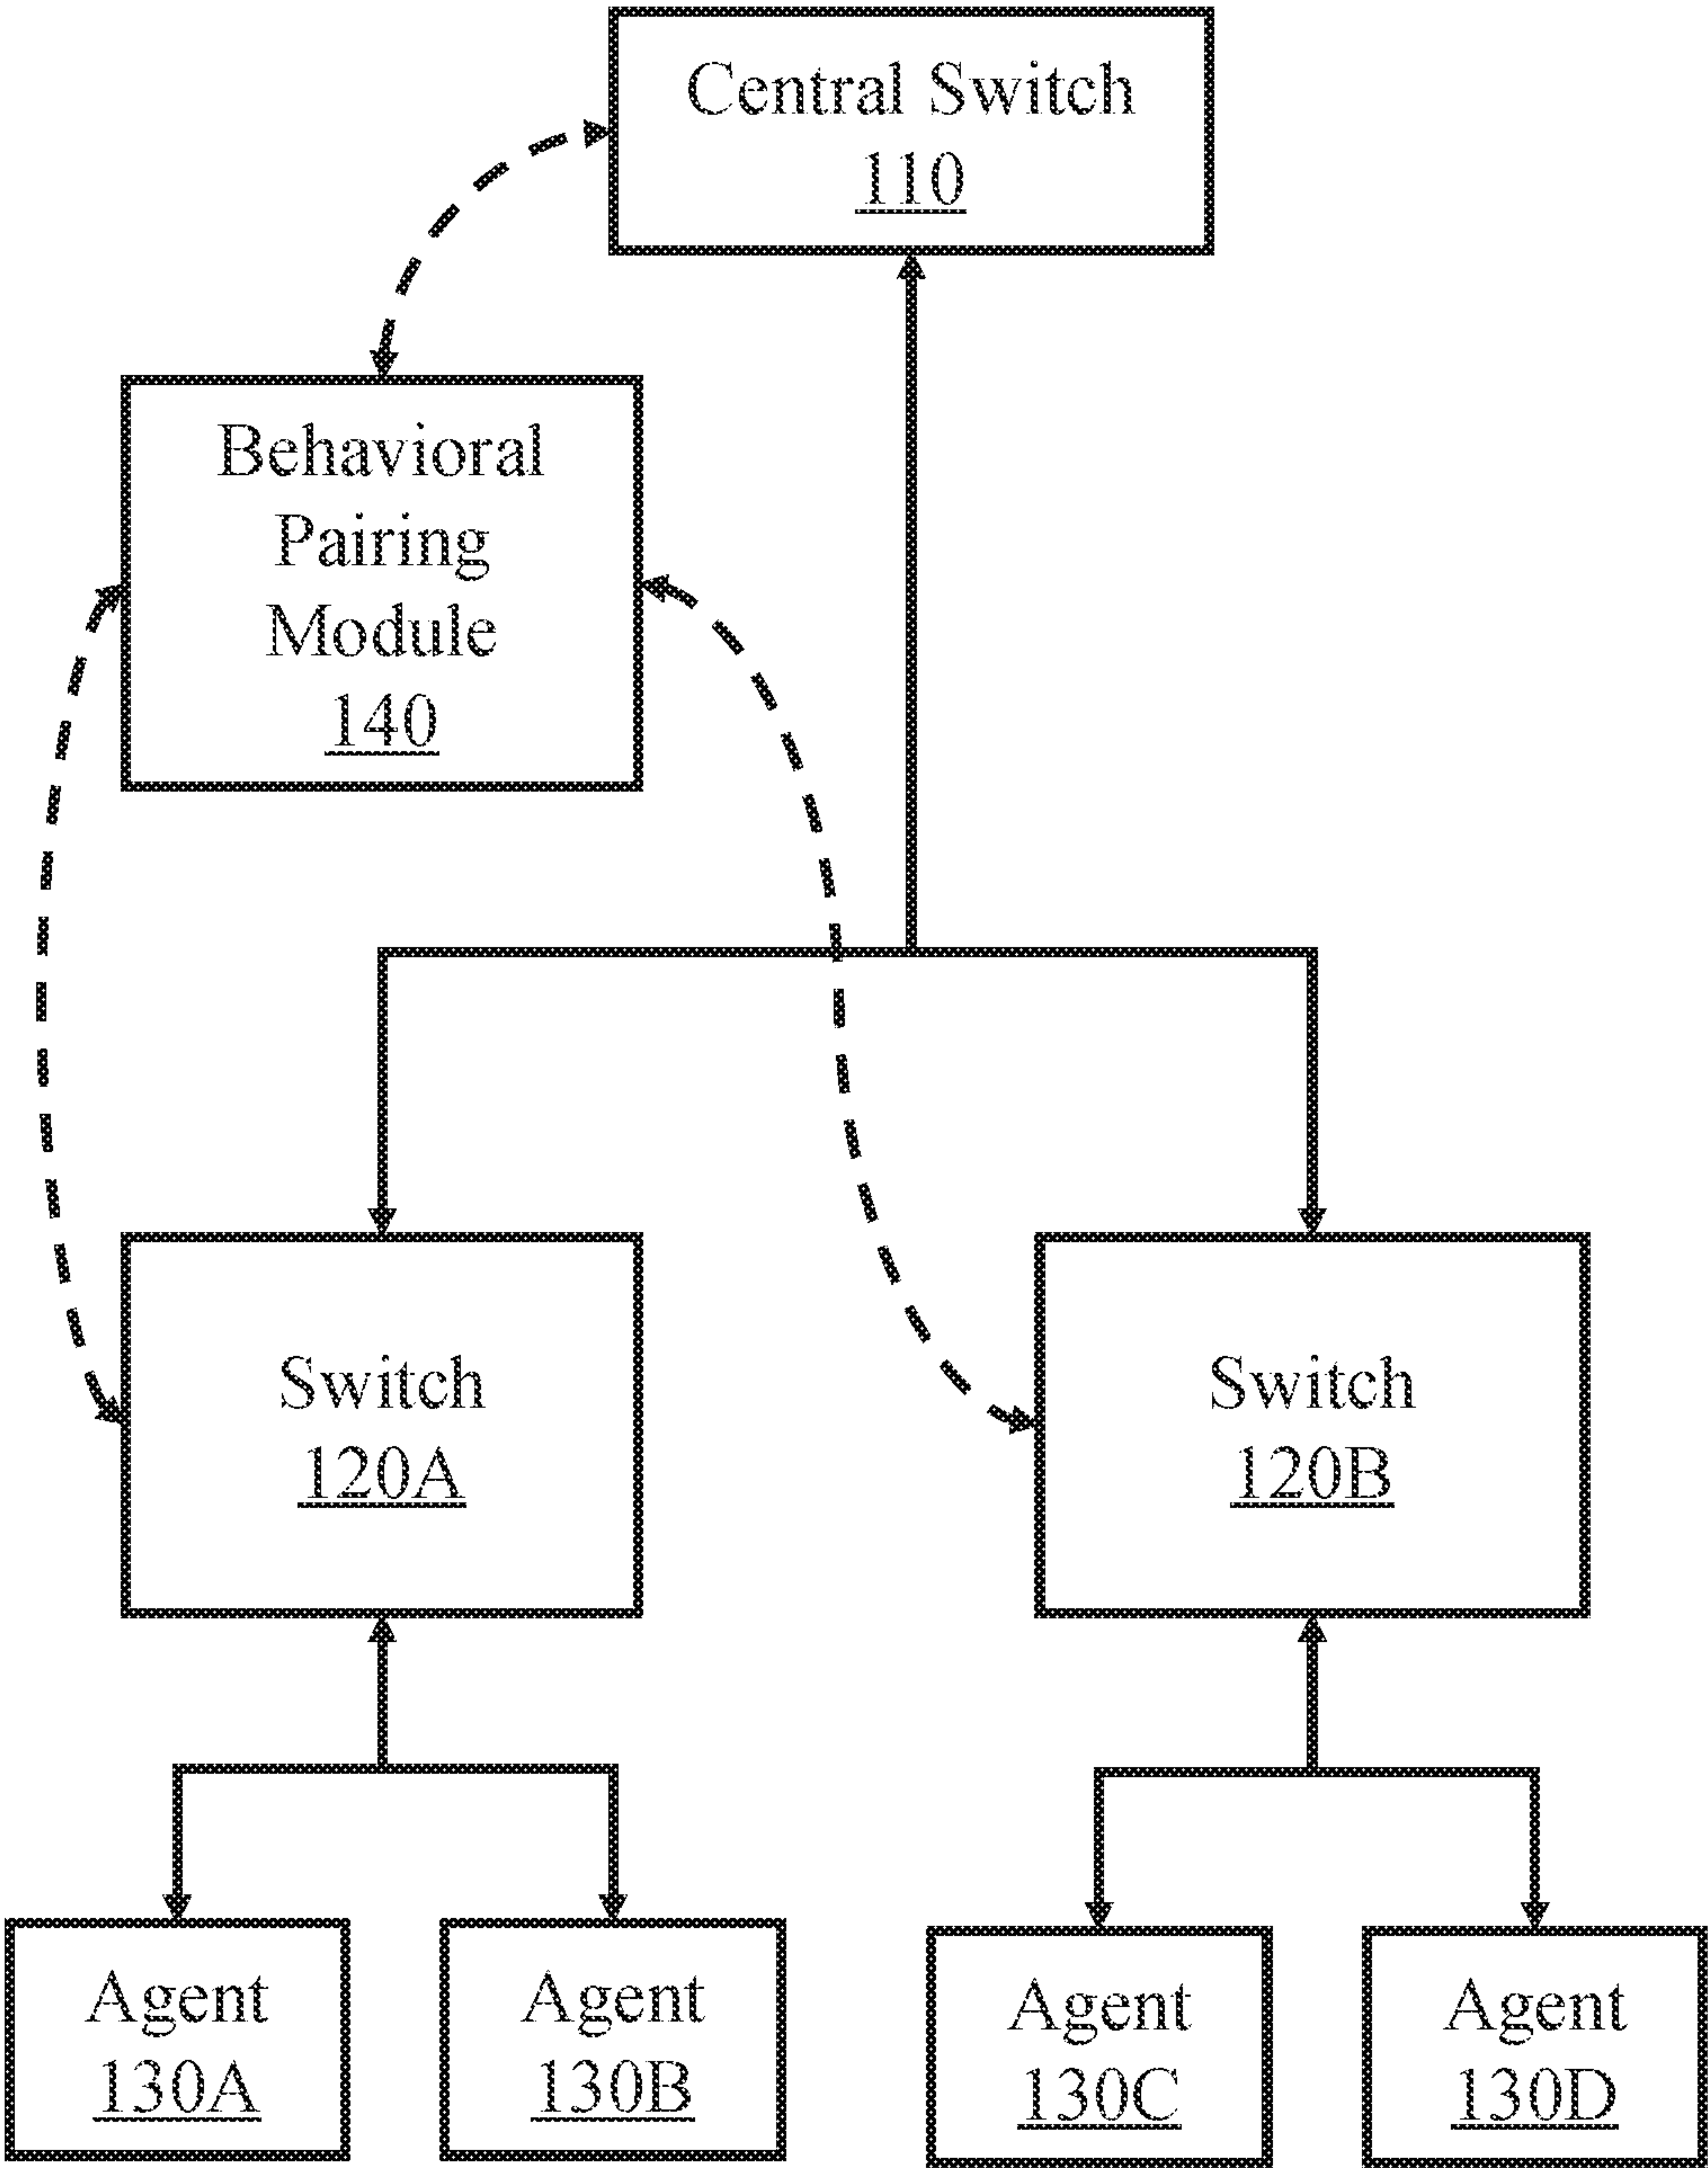 Central Switch
110
Behavioral
Pairing
Module
140
Switch
120A
Switch
120B
Agent
130A
Agent
130B
Agent
130C
Agent
130D